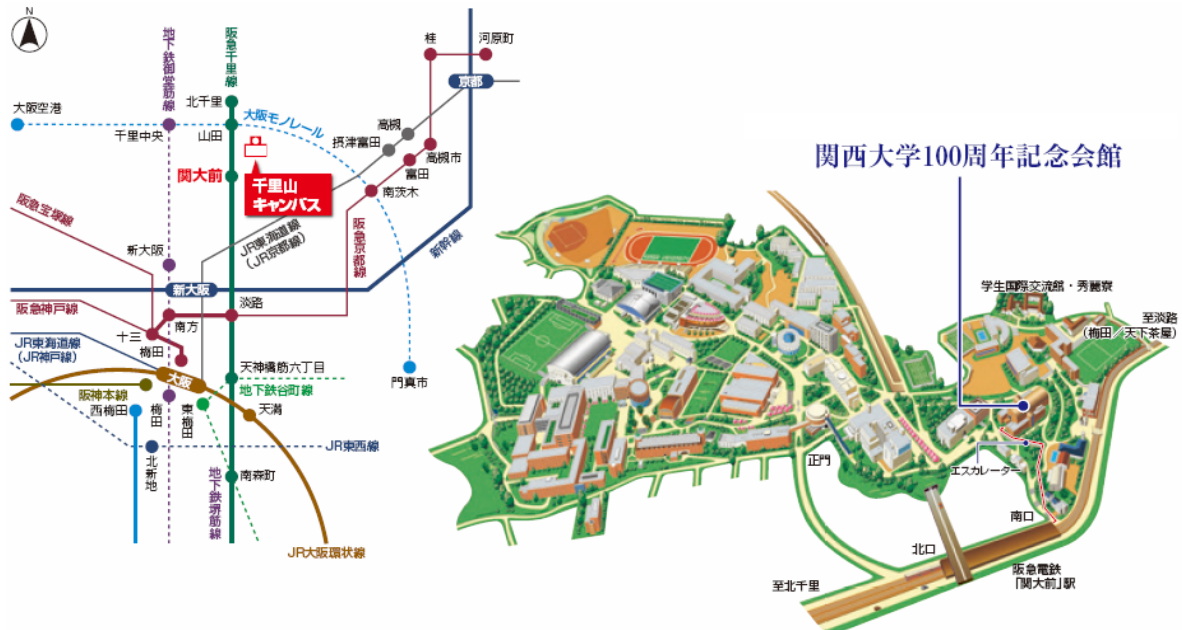 N
地下鉄御堂筋線
阪急千里線
桂
河原町
京都
北千里
大阪空港
大阪モノレール
千里中央
山田
高槻
摂津富田
高槻市
富田
関大前
千里山
キャンパス
南茨木
阪急宝塚線
JR東海道線
(JR京都線)
阪急京都線
新幹線
新大阪
新大阪
淡路
阪急神戸線
南方
十三
梅田
JR東海道線
(JR神戸線)
大阪
天神橋筋六丁目
門真市
阪神本線
地下鉄谷町線
西梅田
梅田
東梅田
天満
JR東西線
北新地
南森町
地下鉄堺筋線
JR大阪環状線
関西大学100周年記念会館
学生国際交流館・秀麗寮
至淡路
(梅田/天下茶屋)
正門
エスカレーター
南口
北口
阪急電鉄
「関大前」駅
至北千里